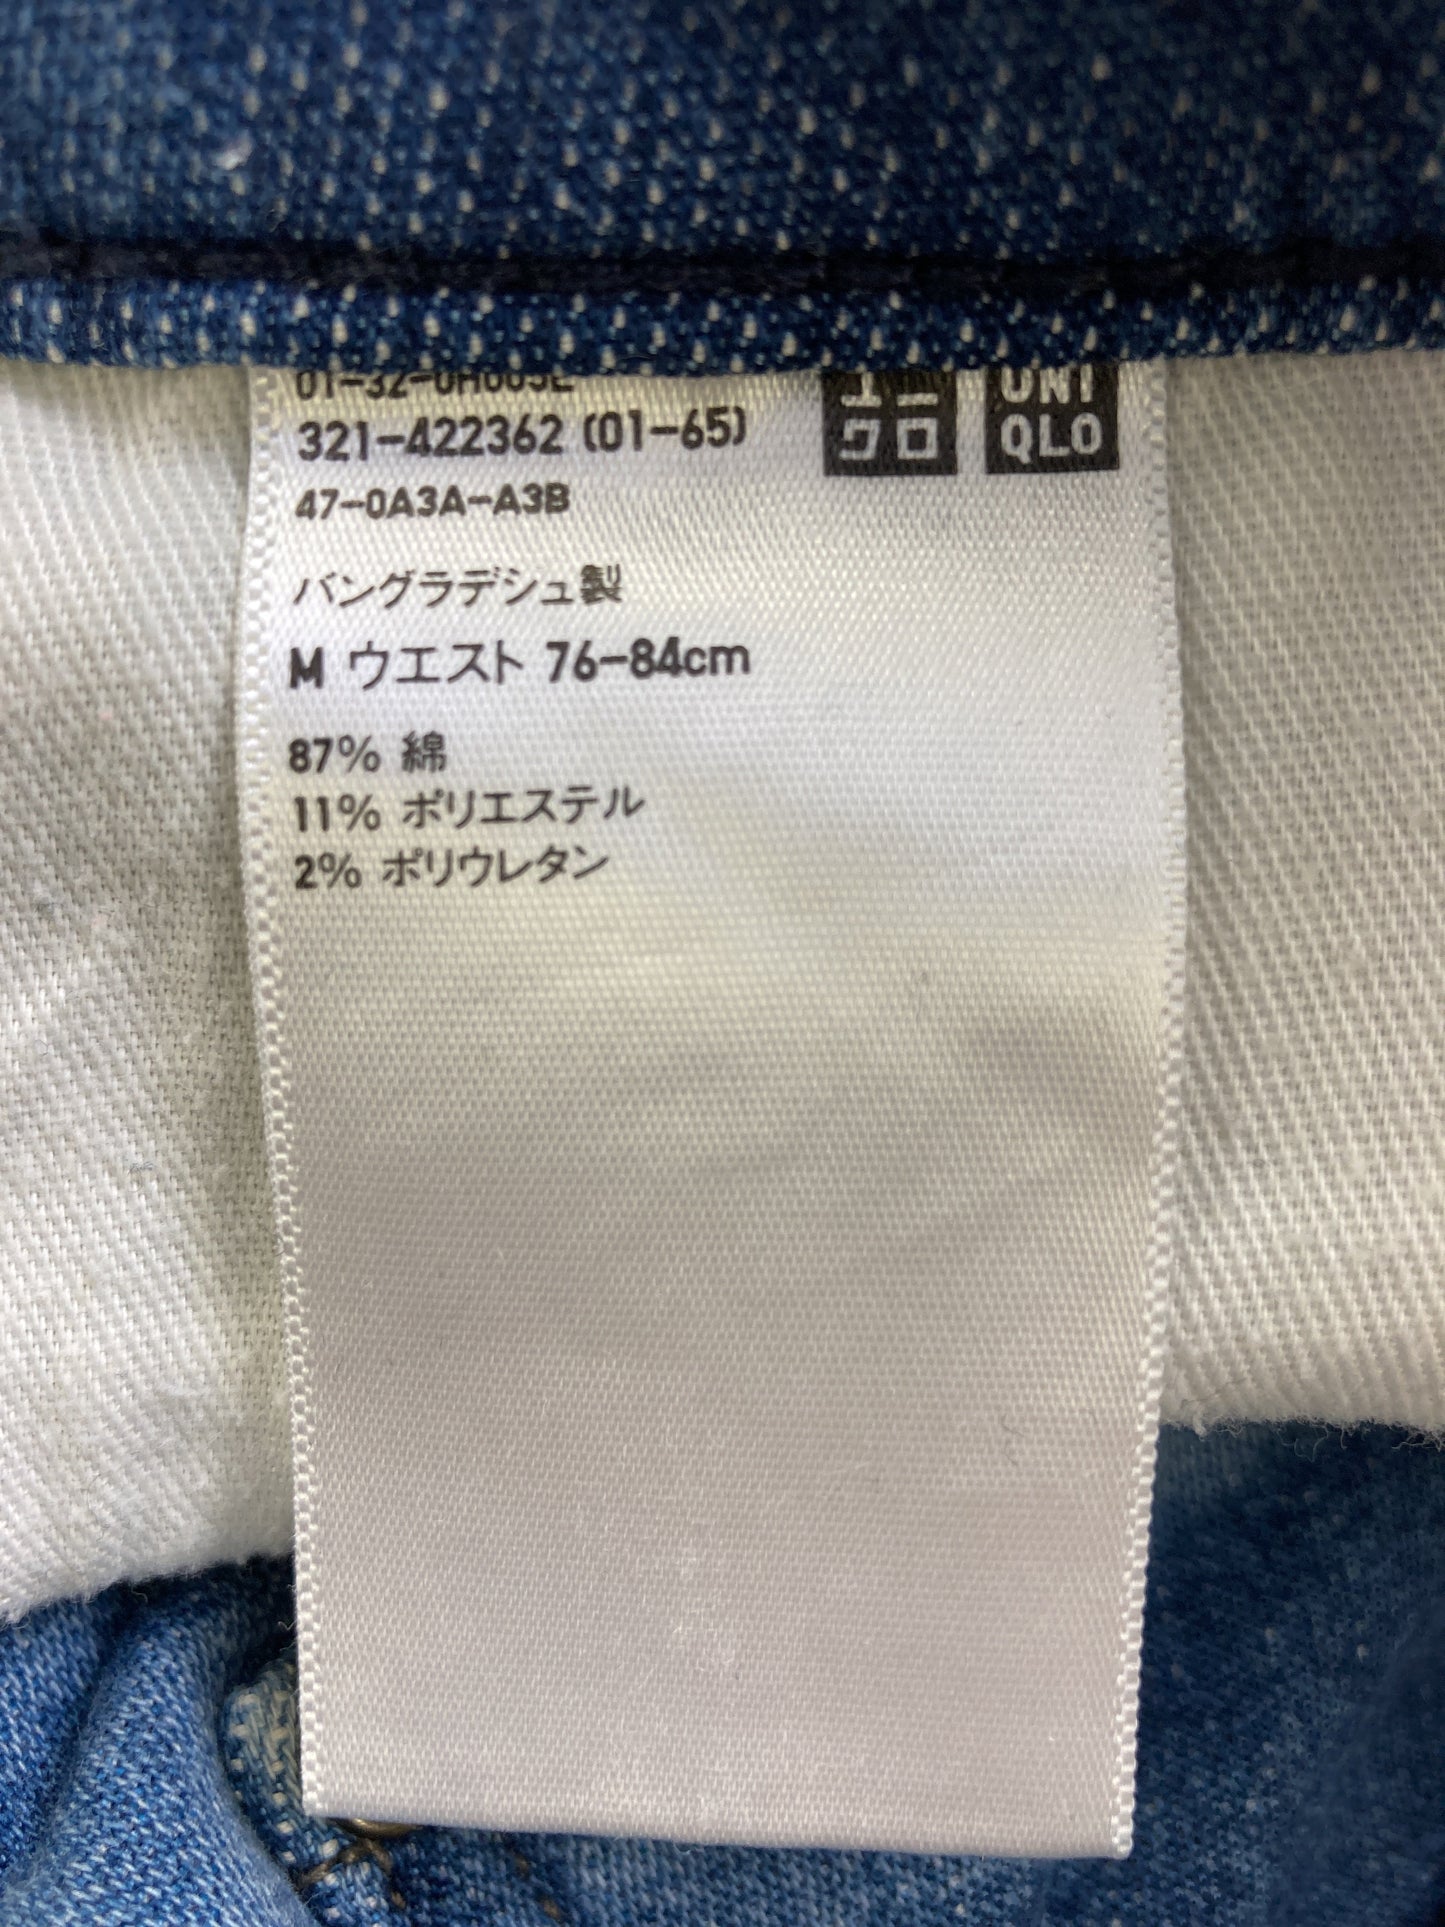 321-422362 (01-65)
ユニ
クロ
UNI
QLO
47-0A3A-A3B
バングラデシュ製
M ウエスト 76-84cm
87% 綿
11% ポリエステル
2% ポリウレタン